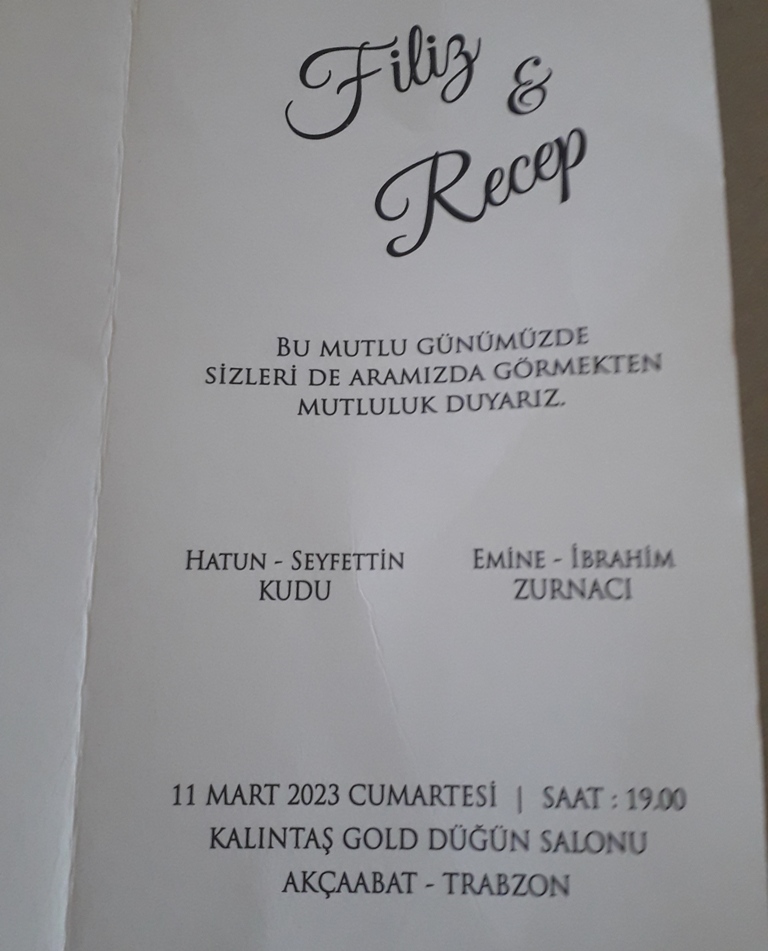 Filiz &
Recep
BU MUTLU GÜNÜMÜZDE
SİZLERİ DE ARAMIZDA GÖRMEKTEN
MUTLULUK DUYARIZ.
HATUN - SEYFETTİN
KUDU
EMİNE - İBRAHİM
ZURNACI
11 MART 2023 CUMARTESİ | SAAT : 19.00
KALINTAŞ GOLD DÜĞÜN SALONU
AKÇAABAT - TRABZON